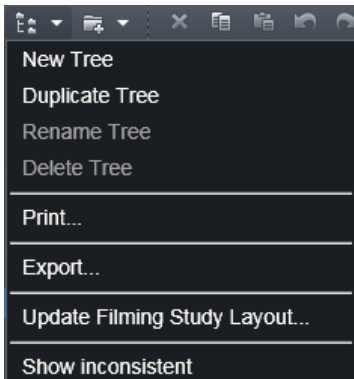 New Tree
Duplicate Tree
Rename Tree
Delete Tree
Print...
Export...
Update Filming Study Layout...
Show inconsistent